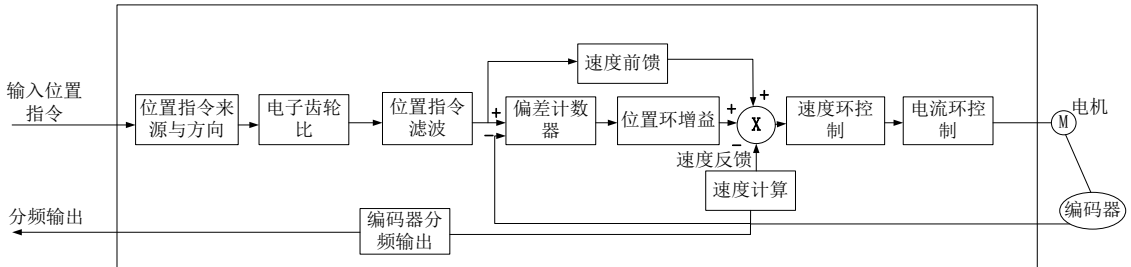 速度前馈
输入位置
指令
位置指令来
源与方向
电子齿轮
比
位置指令
滤波
+
−
偏差计数
器
位置环增益
+
+
X
−
速度环控
制
电流环控
制
M
电机
速度反馈
速度计算
编码器
分频输出
编码器分
频输出